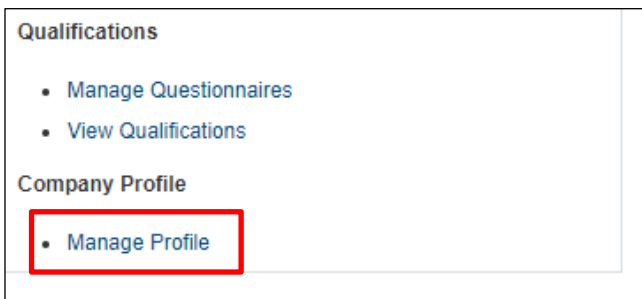 Qualifications
Manage Questionnaires
View Qualifications
Company Profile
Manage Profile